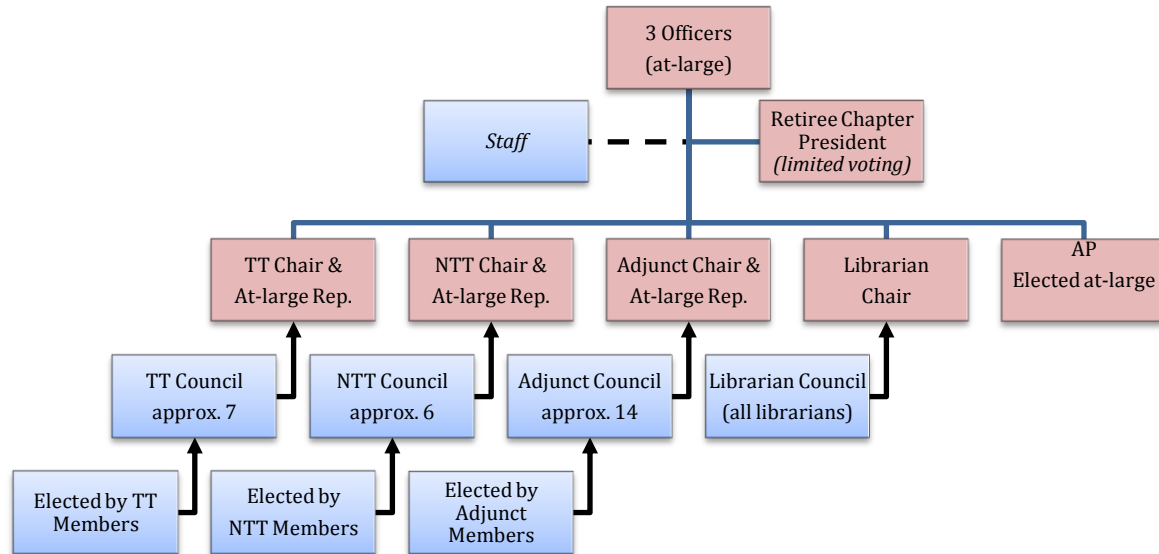 3 Officers
(at-large)
Staff
Retiree Chapter
President
(limited voting)
TT Chair &
At-large Rep.
NTT Chair &
At-large Rep.
Adjunct Chair &
At-large Rep.
Librarian
Chair
AP
Elected at-large
TT Council
approx. 7
NTT Council
approx. 6
Adjunct Council
approx. 14
Librarian Council
(all librarians)
Elected by TT
Members
Elected by
NTT Members
Elected by
Adjunct
Members